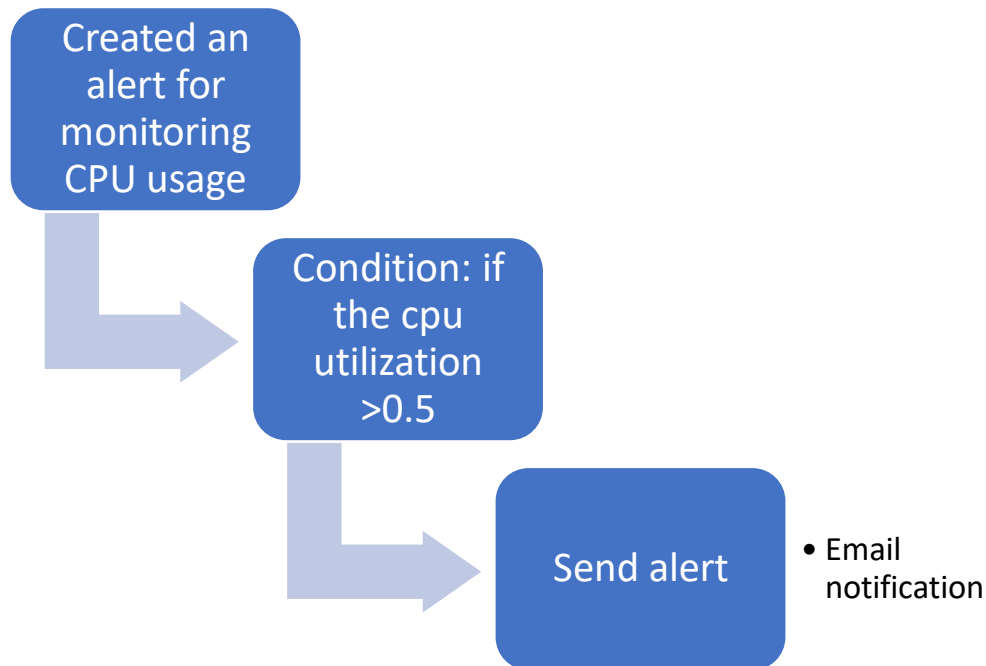 Created an
alert for
monitoring
CPU usage
Condition: if
the cpu
utilization
>0.5
Send alert
• Email
notification